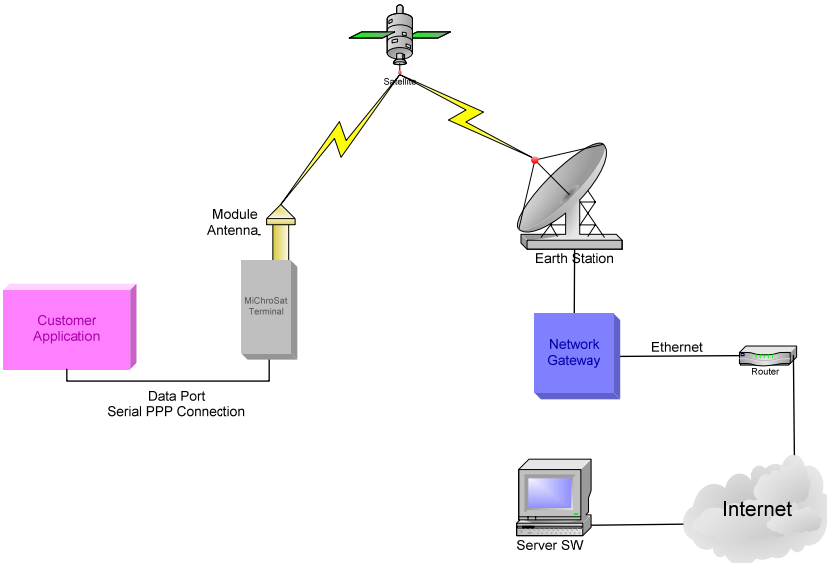 Satellite
Module
Antenna
Earth Station
MiChroSat
Terminal
Customer
Application
Network
Gateway
Ethernet
Router
Data Port
Serial PPP Connection
Internet
Server SW